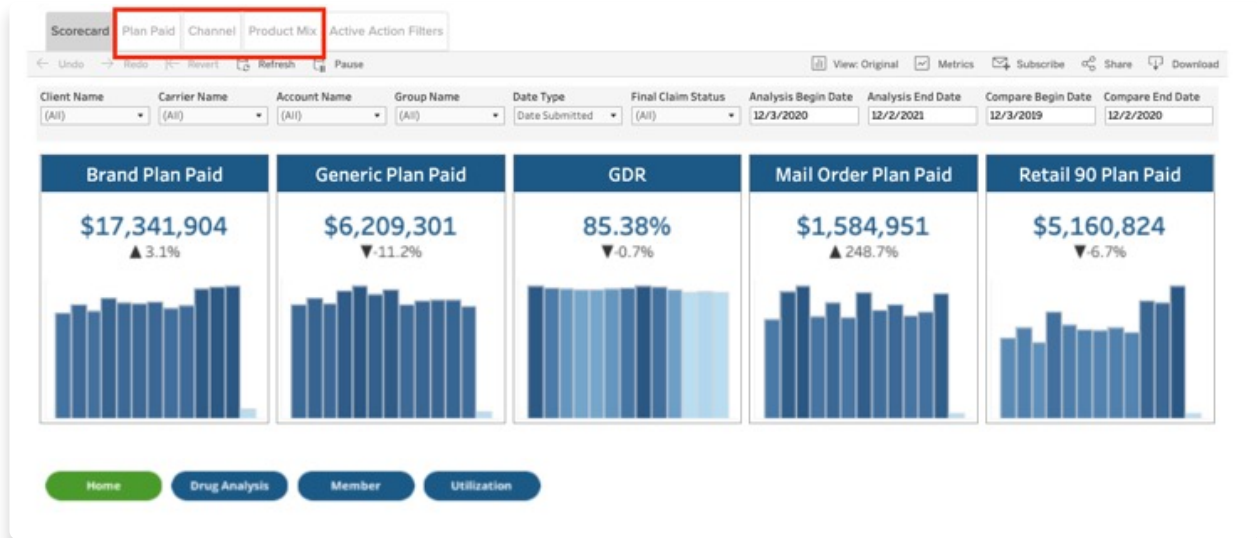 Scorecard Plan Paid Channel Product Mix Active Action Filters
← Undo → Redo Revert Refresh Pause View: Original Metrics Subscribe Share Download
Client Name Carrier Name Account Name Group Name Date Type Final Claim Status Analysis Begin Date Analysis End Date Compare Begin Date Compare End Date
(All) (All) (All) (All) Date Submitted (All) 12/3/2020 12/2/2021 12/3/2019 12/2/2020
Brand Plan Paid Generic Plan Paid GDR Mail Order Plan Paid Retail 90 Plan Paid
$17,341,904 $6,209,301 85.38% $1,584,951 $5,160,824
▲3.1% ▼-11.2% ▼-0.7% ▲248.7% ▼-6.7%
Home Drug Analysis Member Utilization